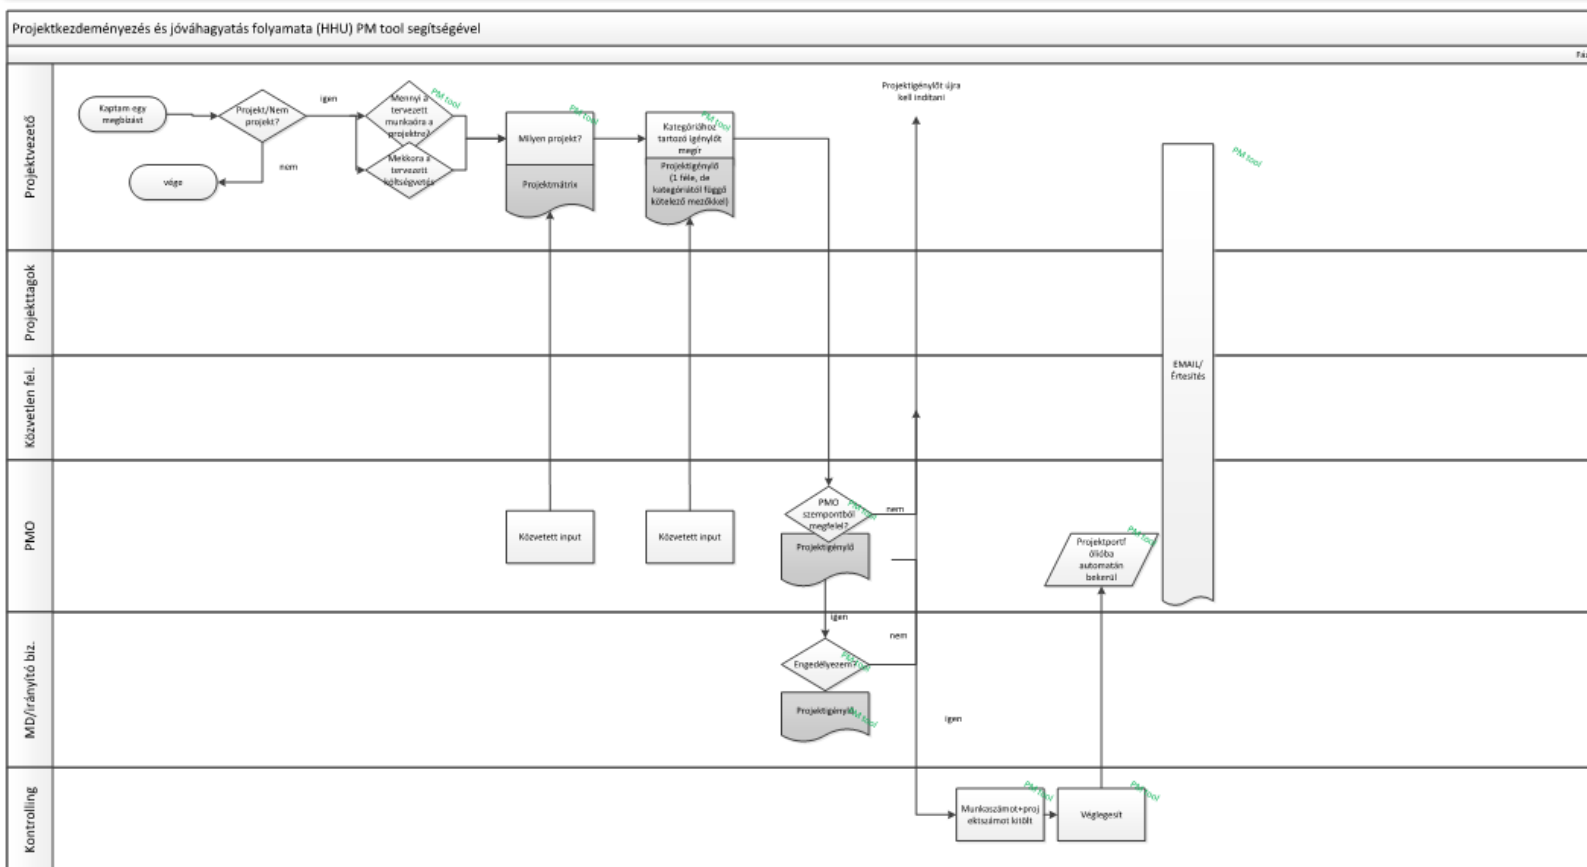 Projektkezdeményezés és jóváhagyatás folyamata (HHU) PM tool segítségével
Fáz
Projektvezető
Kaptam egy
megbízást
Projekt/Nem
projekt?
igen
nem
vége
Mennyi a
tervezett
munkaóra a
projektre?
PM tool
Mekkora a
tervezett
költségvetés
Milyen projekt?
PM tool
Projektmátrix
Kategóriához
tartozó igénylőt
megír
PM tool
Projektigénylő
(1 féle, de
kategóriától függő
kötelező mezőkkel)
Projektigénylőt újra
kell indítani
PM tool
EMAIL/
Értesítés
Projekttagok
Közvetlen fel.
PMO
Közvetett input
Közvetett input
PMO
szempontból
megfelel?
PM tool
nem
Projektigénylő
igen
Projektportf
ólióba
automatán
bekerül
PM tool
MD/irányító biz.
nem
Engedélyezem?
PM tool
Projektigénylő
PM tool
igen
Kontrolling
Munkaszámot+proj
ektszámot kitölt
PM tool
Véglegesít
PM tool